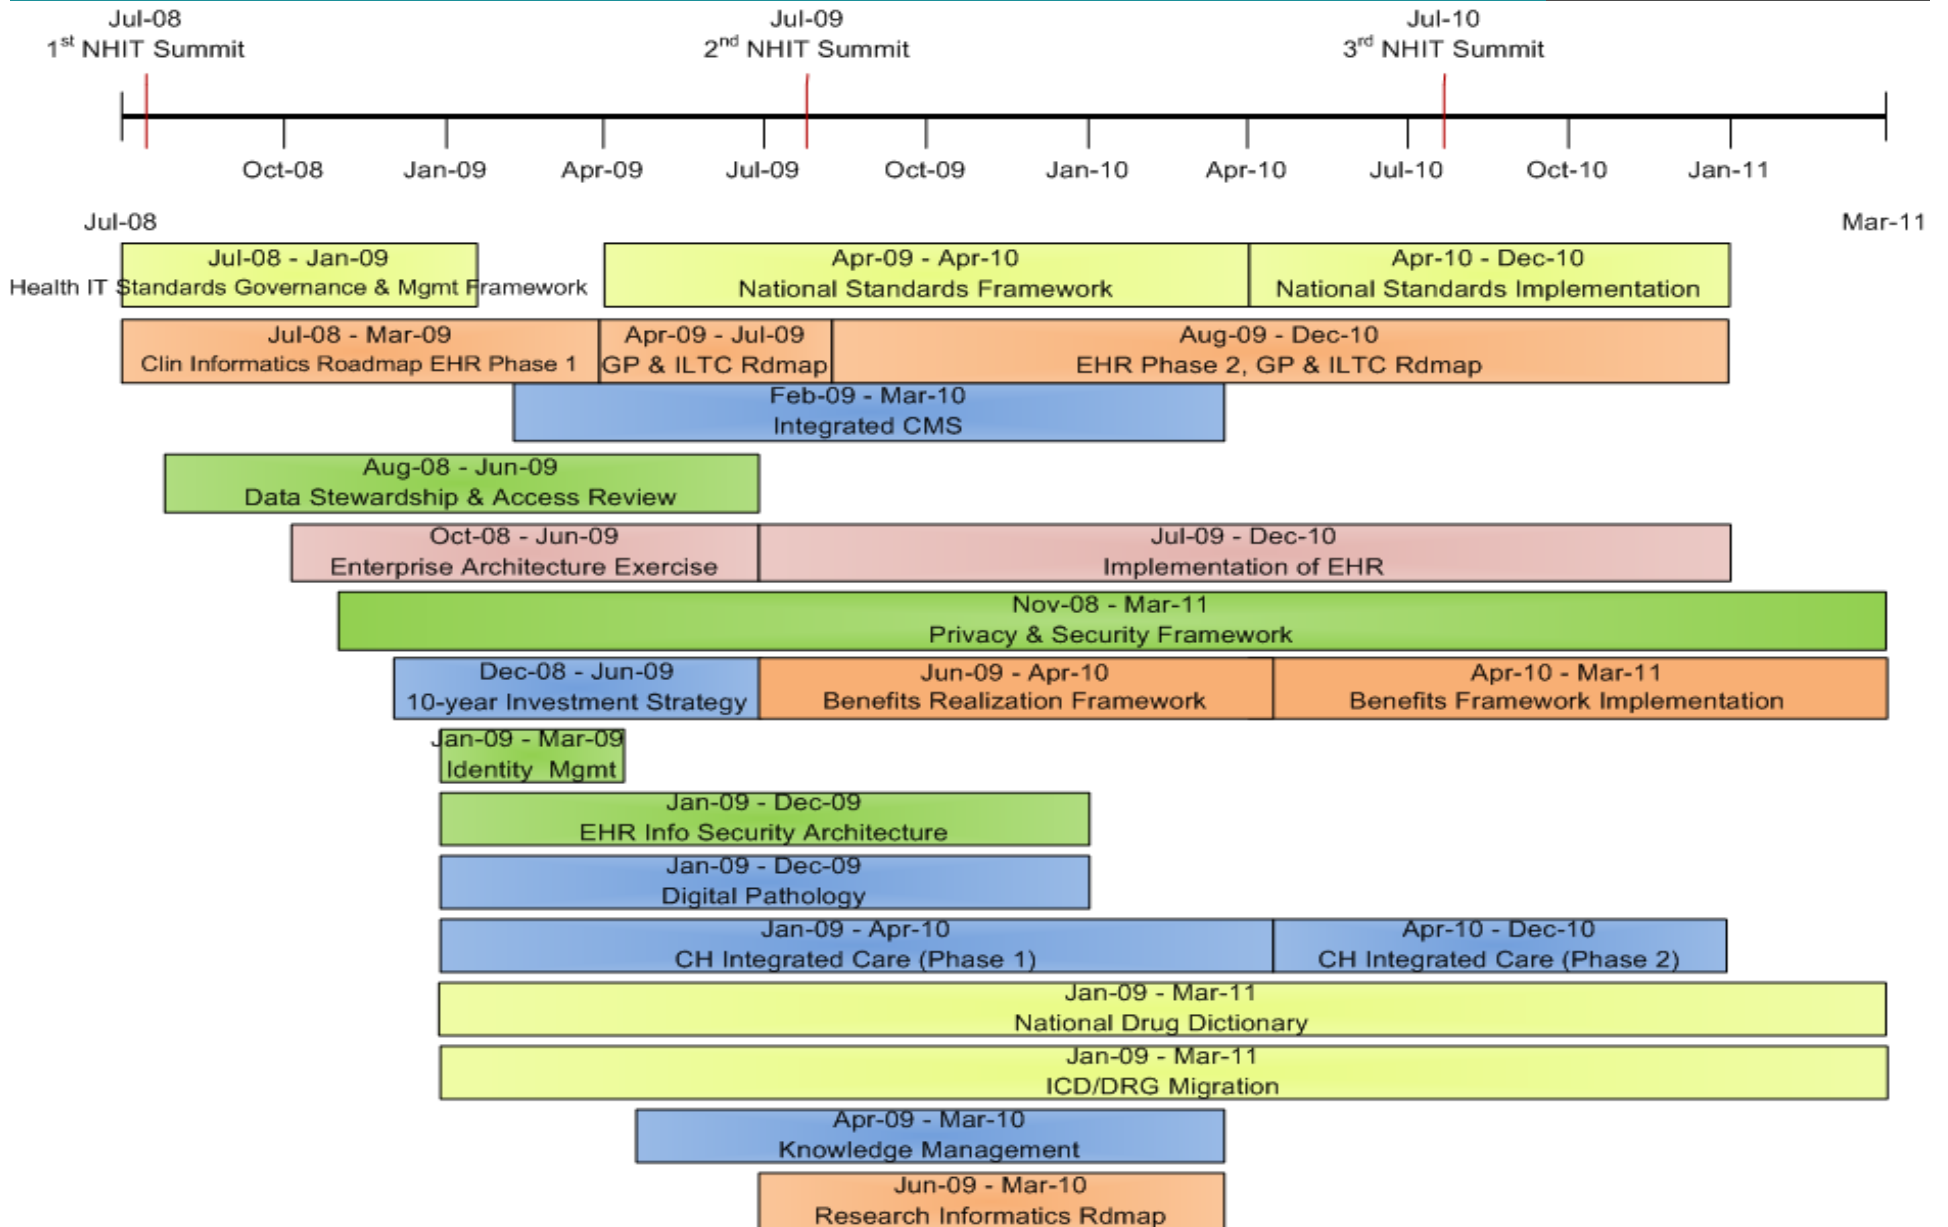 Jul-08
1st NHIT Summit
Jul-09
2nd NHIT Summit
Jul-10
3rd NHIT Summit
Oct-08
Jan-09
Apr-09
Jul-09
Oct-09
Jan-10
Apr-10
Jul-10
Oct-10
Jan-11
Jul-08
Mar-11
Jul-08 - Jan-09
Health IT Standards Governance & Mgmt Framework
Apr-09 - Apr-10
National Standards Framework
Apr-10 - Dec-10
National Standards Implementation
Jul-08 - Mar-09
Clin Informatics Roadmap EHR Phase 1
Apr-09 - Jul-09
GP & ILTC Rdmap
Aug-09 - Dec-10
EHR Phase 2, GP & ILTC Rdmap
Feb-09 - Mar-10
Integrated CMS
Aug-08 - Jun-09
Data Stewardship & Access Review
Oct-08 - Jun-09
Enterprise Architecture Exercise
Jul-09 - Dec-10
Implementation of EHR
Nov-08 - Mar-11
Privacy & Security Framework
Dec-08 - Jun-09
10-year Investment Strategy
Jun-09 - Apr-10
Benefits Realization Framework
Apr-10 - Mar-11
Benefits Framework Implementation
Jan-09 - Mar-09
Identity Mgmt
Jan-09 - Dec-09
EHR Info Security Architecture
Jan-09 - Dec-09
Digital Pathology
Jan-09 - Apr-10
CH Integrated Care (Phase 1)
Apr-10 - Dec-10
CH Integrated Care (Phase 2)
Jan-09 - Mar-11
National Drug Dictionary
Jan-09 - Mar-11
ICD/DRG Migration
Apr-09 - Mar-10
Knowledge Management
Jun-09 - Mar-10
Research Informatics Rdmap